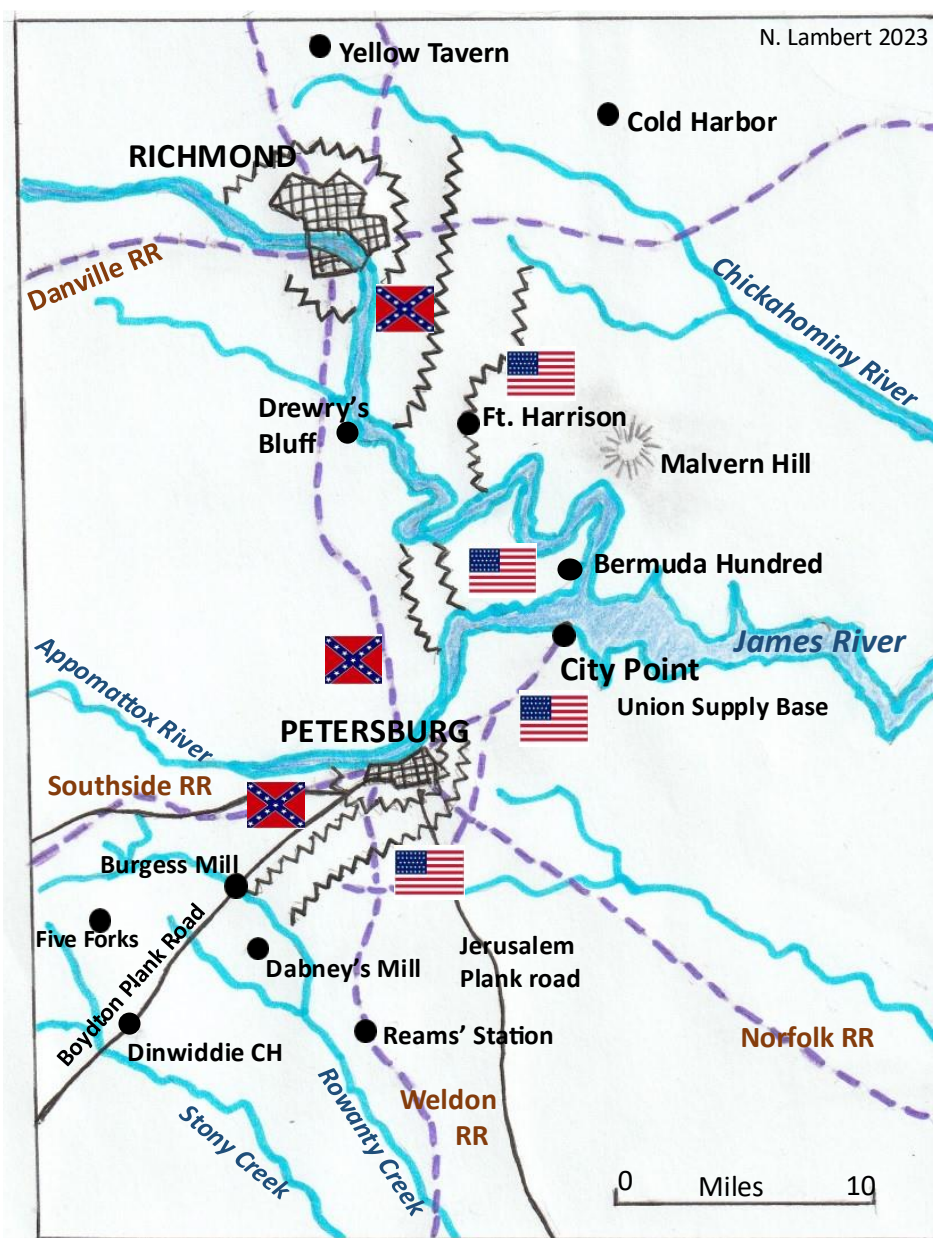 N. Lambert 2023
Yellow Tavern
Cold Harbor
RICHMOND
Danville RR
Chickahominy River
Drewry's
Bluff
Ft. Harrison
Malvern Hill
Bermuda Hundred
James River
City Point
Union Supply Base
Appomattox River
PETERSBURG
Southside RR
Burgess Mill
Five Forks
Boydton Plank Road
Dabney's Mill
Jerusalem
Plank road
Dinwiddie CH
Reams' Station
Norfolk RR
Weldon
RR
Rowanty Creek
Stony Creek
0 Miles 10